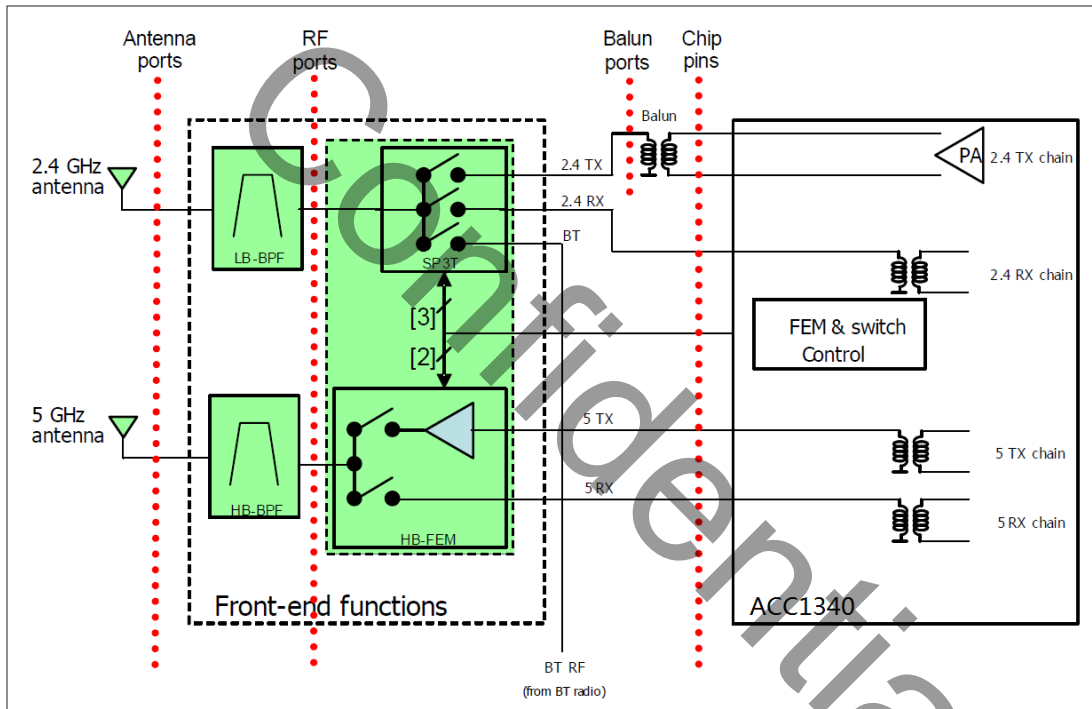 Antenna ports
RF ports
Balun ports
Chip pins
Balun
2.4 GHz antenna
LB-BPF
SP3T
2.4 TX
2.4 RX
BT
PA
2.4 TX chain
2.4 RX chain
[3]
[2]
FEM & switch Control
5 GHz antenna
HB-BPF
HB-FEM
5 TX
5 RX
5 TX chain
5 RX chain
Front-end functions
ACC1340
BT RF
(from BT radio)
Confidential